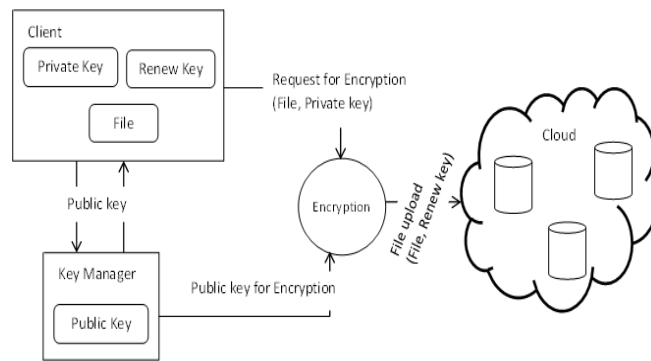 Client
Private Key
Renew Key
File
Request for Encryption
(File, Private key)
Cloud
Public key
Encryption
File upload
(File, Renew key)
Key Manager
Public Key
Public key for Encryption